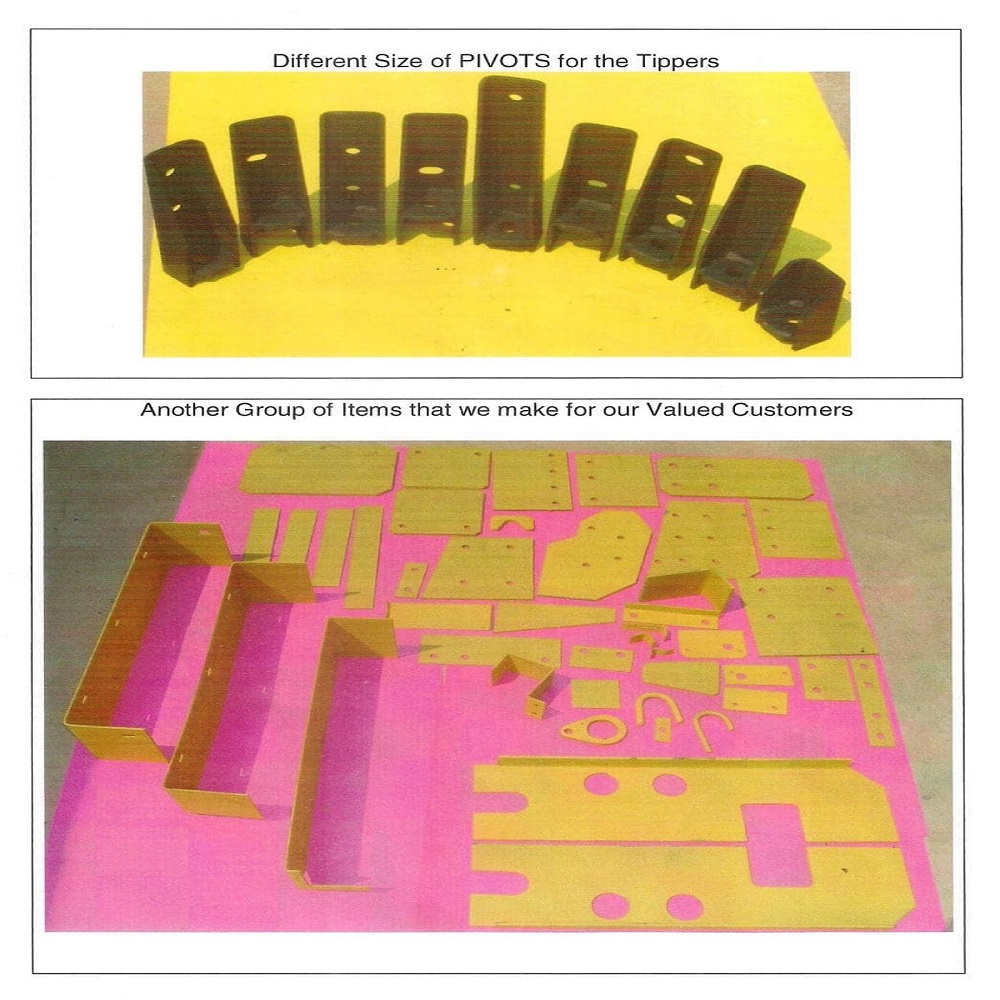 Different Size of PIVOTS for the Tippers
Another Group of Items that we make for our Valued Customers